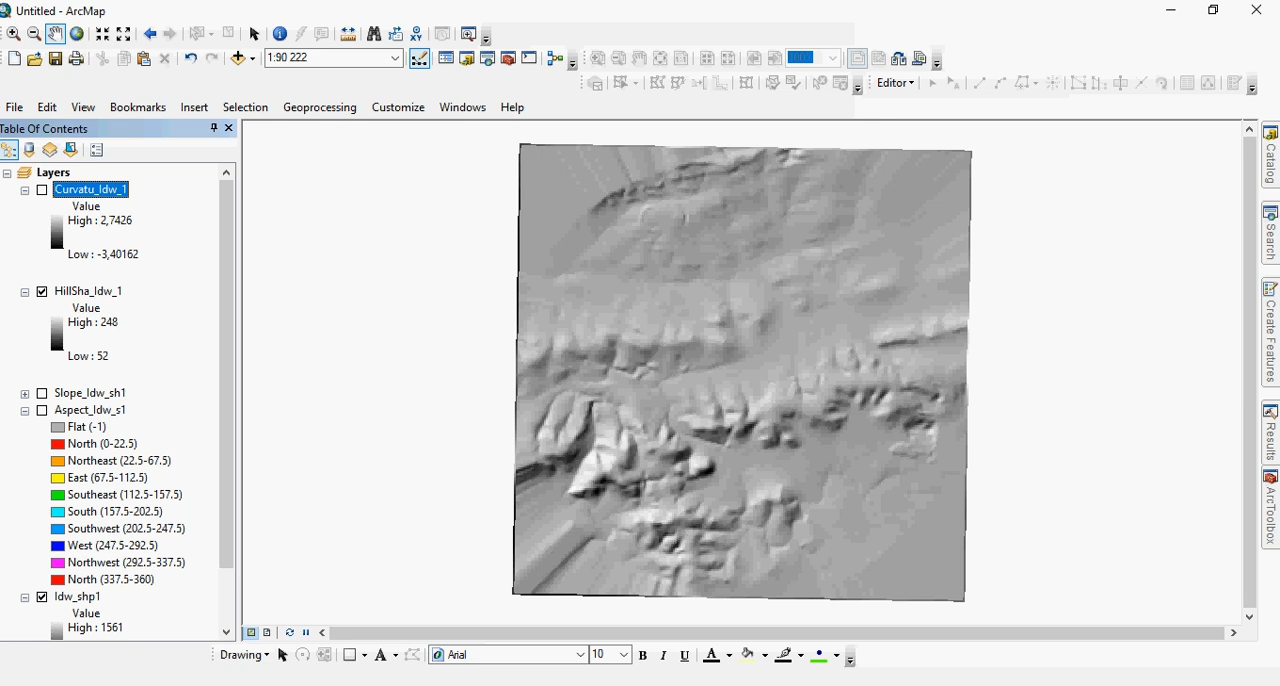 Untitled - ArcMap
1:90 222
Editor
File Edit View Bookmarks Insert Selection Geoprocessing Customize Windows Help
Table Of Contents
Layers
Curvatu_Idw_1
Value
High : 2,7426
Low : -3,40162
HillSha_Idw_1
Value
High : 248
Low : 52
Slope_Idw_sh1
Aspect_Idw_s1
Flat (-1)
North (0-22.5)
Northeast (22.5-67.5)
East (67.5-112.5)
Southeast (112.5-157.5)
South (157.5-202.5)
Southwest (202.5-247.5)
West (247.5-292.5)
Northwest (292.5-337.5)
North (337.5-360)
Idw_shp1
Value
High : 1561
Catalog
Search
Create Features
Results
ArcToolbox
Drawing A Arial 10 B I U A